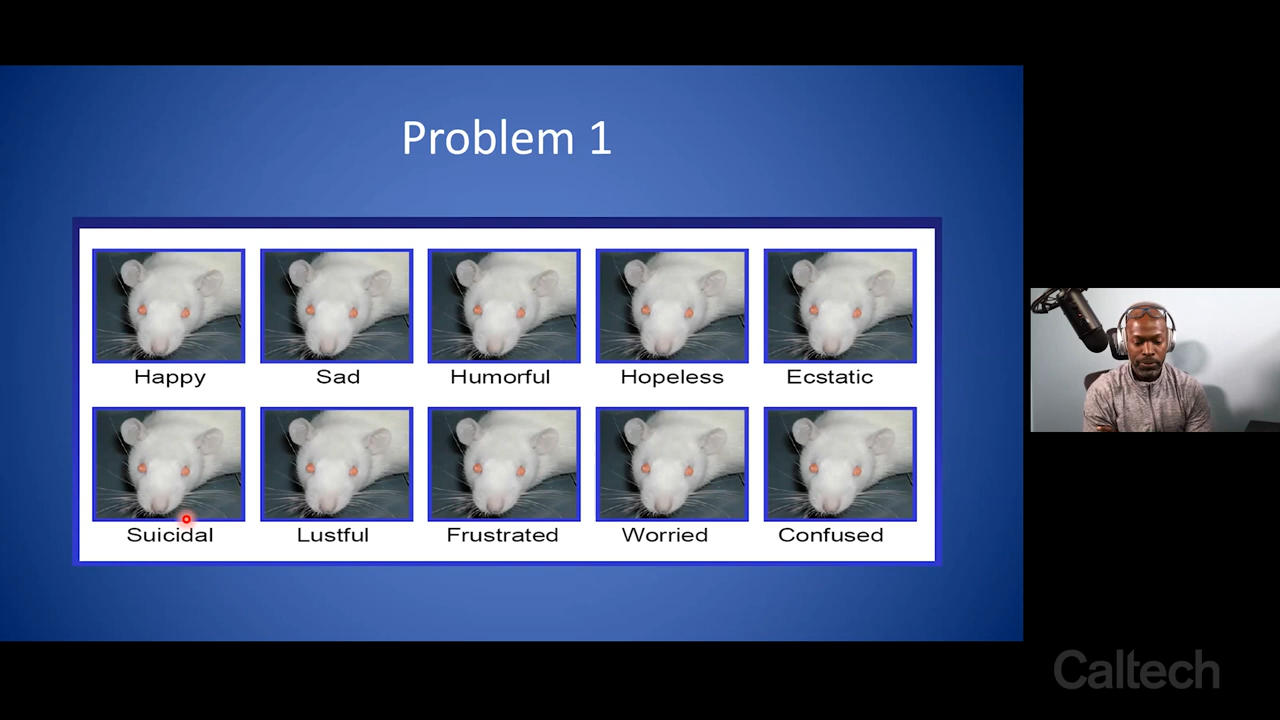 Problem 1
Happy Sad Humorful Hopeless Ecstatic
Suicidal Lustful Frustrated Worried Confused
Caltech